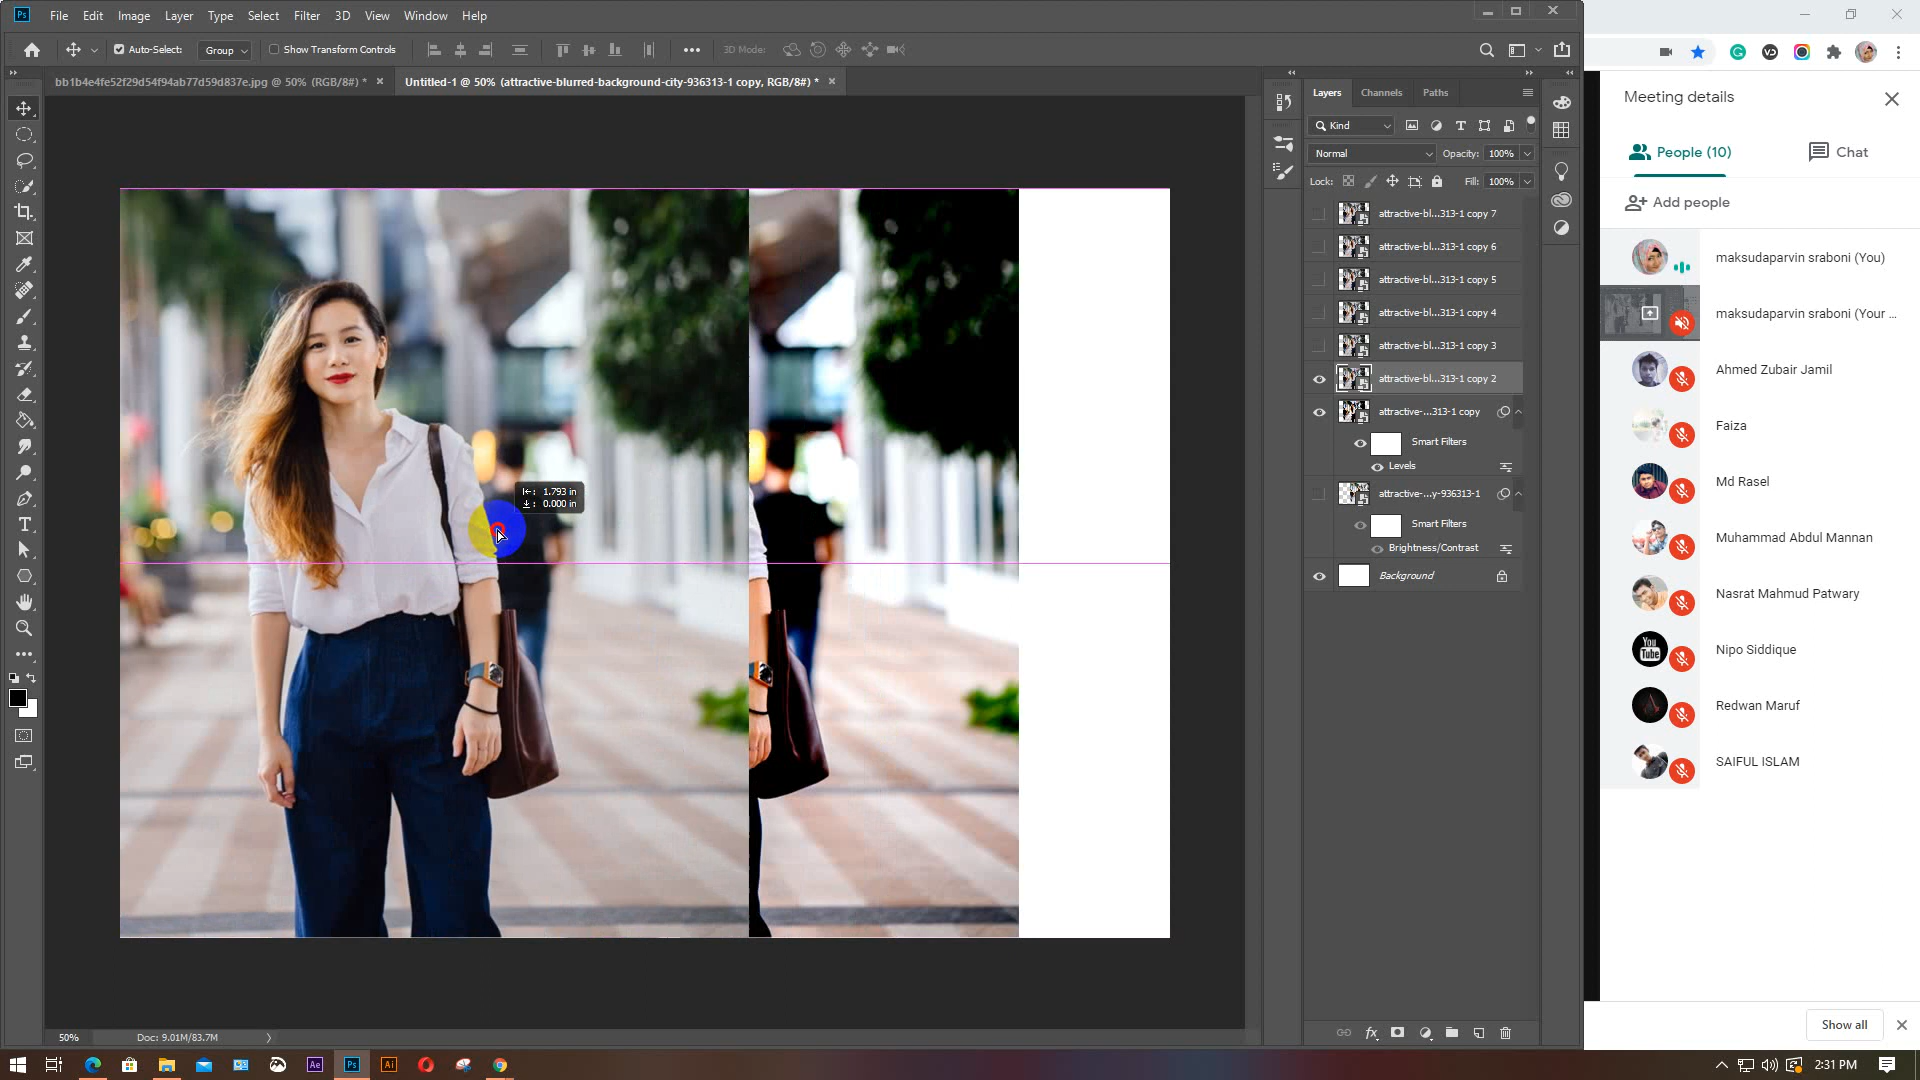 Ps File Edit Image Layer Type Select Filter 3D View Window Help
Auto-Select: Group Show Transform Controls 3D Mode:
bb1b4e4fe52f29d54f94ab77d59d837e.jpg @ 50% (RGB/8#) *
Untitled-1 @ 50% (attractive-blurred-background-city-936313-1 copy, RGB/8#) *
Layers Channels Paths
Kind
Normal Opacity: 100%
Lock: Fill: 100%
attractive-bl...313-1 copy 7
attractive-bl...313-1 copy 6
attractive-bl...313-1 copy 5
attractive-bl...313-1 copy 4
attractive-bl...313-1 copy 3
attractive-bl...313-1 copy 2
attractive-...313-1 copy
Smart Filters
Levels
attractive-...y-936313-1
Smart Filters
Brightness/Contrast
Background
1.793 in
0.000 in
50% Doc: 9.01M/83.7M
Meeting details
People (10) Chat
Add people
maksudaparvin sraboni (You)
maksudaparvin sraboni (Your ...
Ahmed Zubair Jamil
Faiza
Md Rasel
Muhammad Abdul Mannan
Nasrat Mahmud Patwary
You Tube
Nipo Siddique
Redwan Maruf
SAIFUL ISLAM
Show all
Ae Ps Ai 2:31 PM